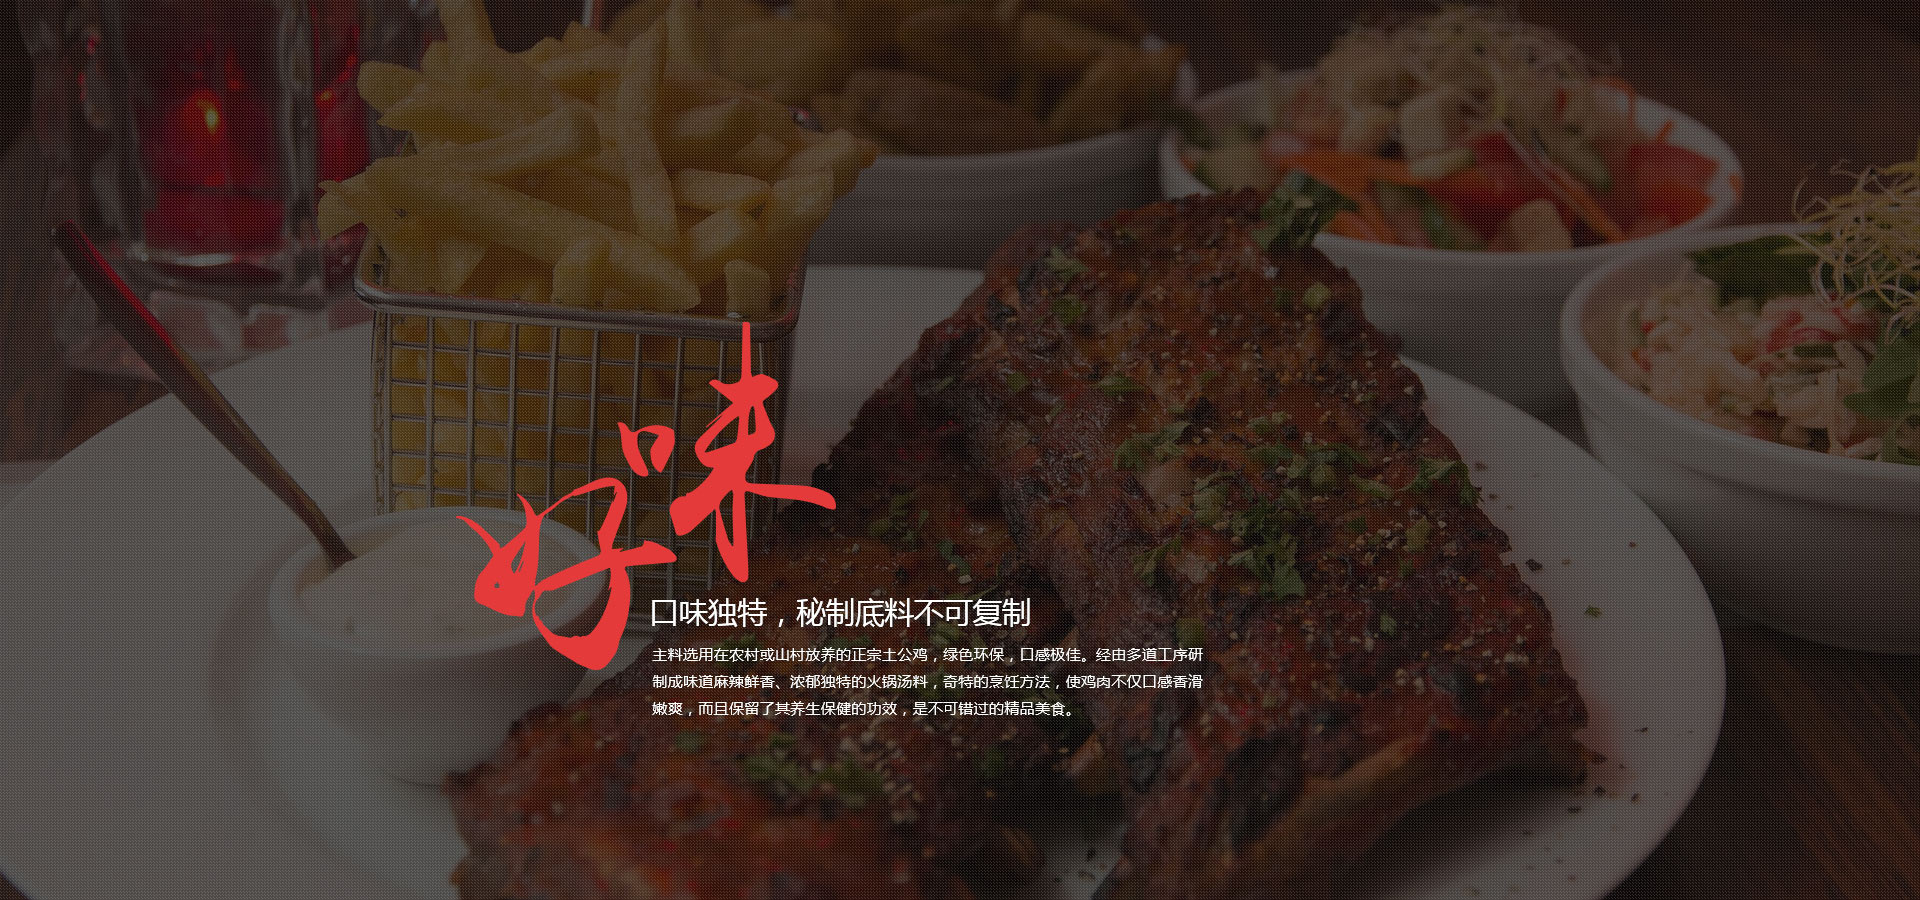 好味
口味独特，秘制底料不可复制
主料选用在农村或山村放养的正宗土公鸡，绿色环保，口感极佳。经由多道工序研
制成味道麻辣鲜香、浓郁独特的火锅汤料，奇特的烹饪方法，使鸡肉不仅口感香滑
嫩爽，而且保留了其养生保健的功效，是不可错过的精品美食。